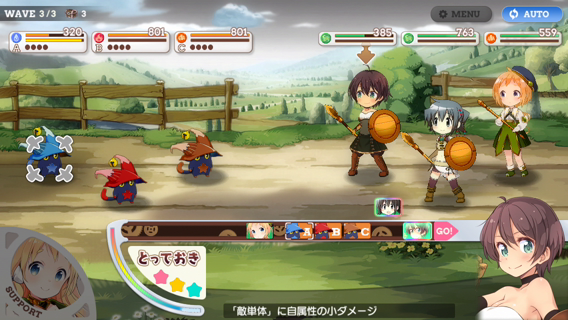 WAVE 3/3 3
MENU
AUTO
320
801
801
385
763
559
A
B
C
A
B
C
GO!
とっておき
SUPPORT
「敵単体」に自属性の小ダメージ